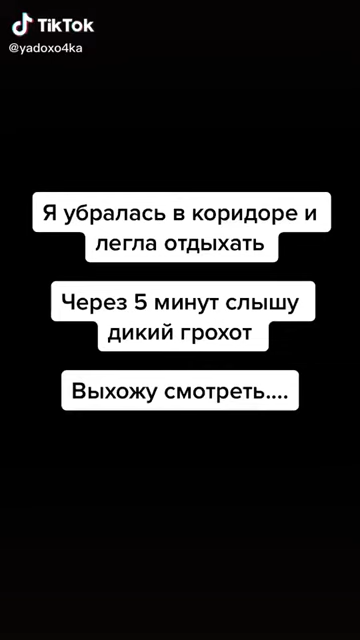 TikTok
@yadoxo4ka
Я убралась в коридоре и
легла отдыхать
Через 5 минут слышу
дикий грохот
Выхожу смотреть....